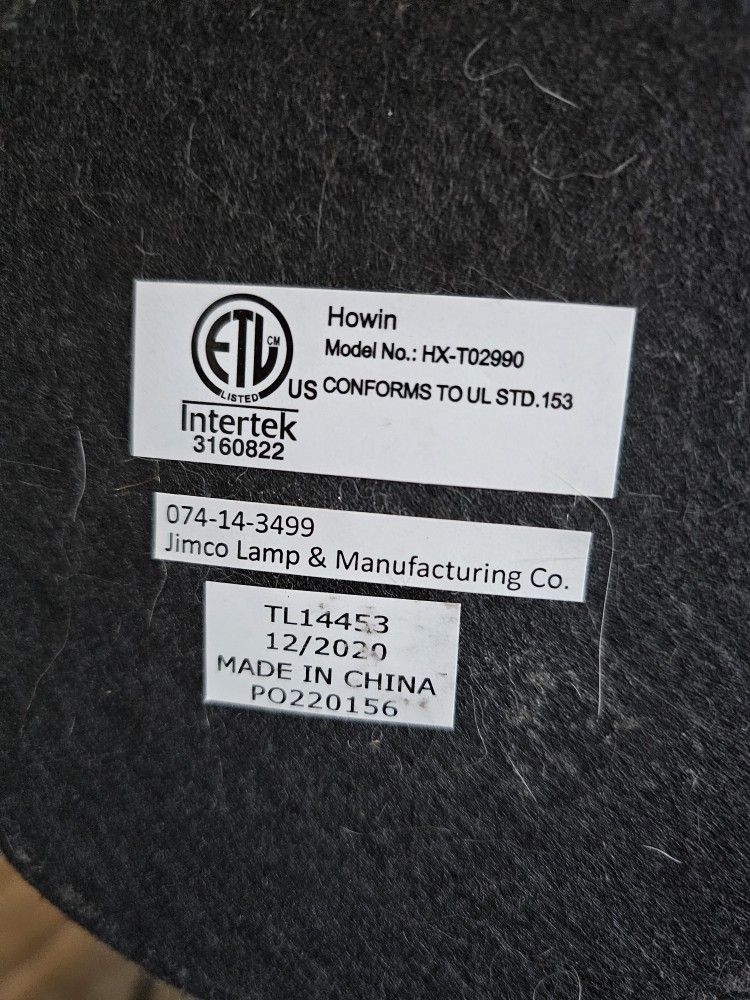 ETL CM
LISTED
US
Intertek
3160822
Howin
Model No.: HX-T02990
CONFORMS TO UL STD.153
074-14-3499
Jimco Lamp & Manufacturing Co.
TL14453
12/2020
MADE IN CHINA
PO220156